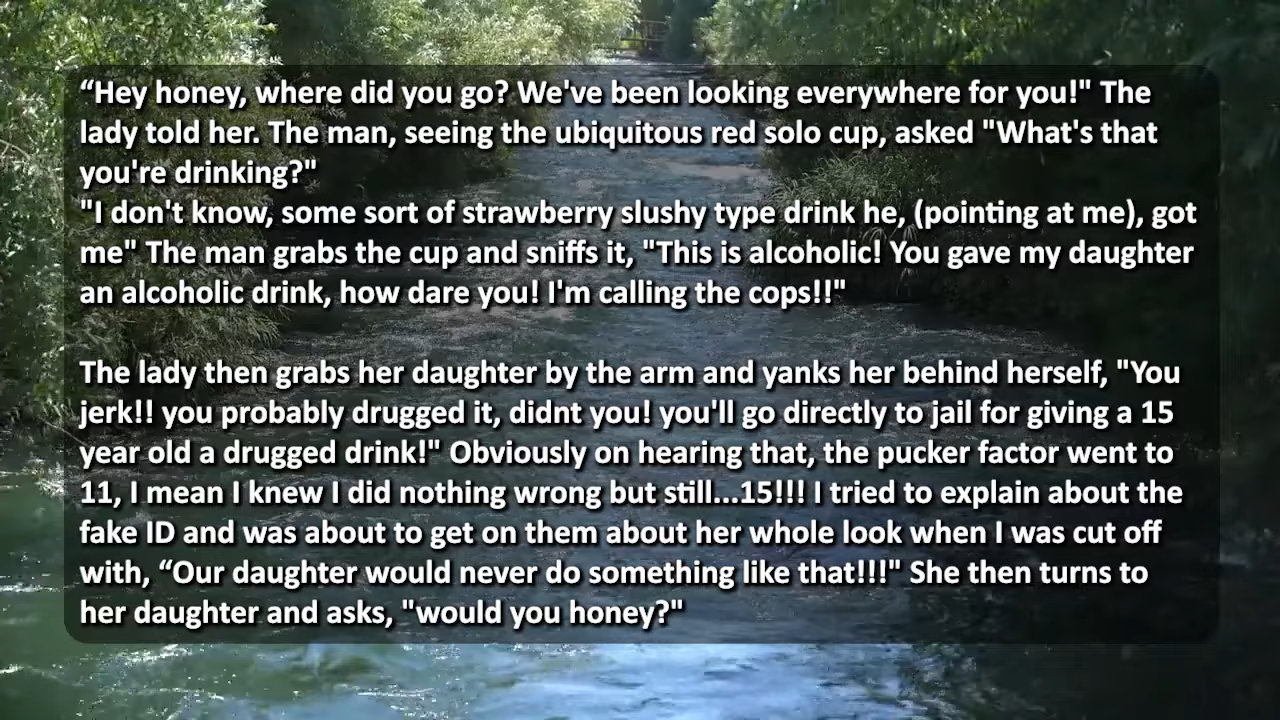 “Hey honey, where did you go? We've been looking everywhere for you!" The
lady told her. The man, seeing the ubiquitous red solo cup, asked "What's that
you're drinking?"
"I don't know, some sort of strawberry slushy type drink he, (pointing at me), got
me" The man grabs the cup and sniffs it, "This is alcoholic! You gave my daughter
an alcoholic drink, how dare you! I'm calling the cops!!"
The lady then grabs her daughter by the arm and yanks her behind herself, "You
jerk!! you probably drugged it, didnt you! you'll go directly to jail for giving a 15
year old a drugged drink!" Obviously on hearing that, the pucker factor went to
11, I mean I knew I did nothing wrong but still...15!!! I tried to explain about the
fake ID and was about to get on them about her whole look when I was cut off
with, “Our daughter would never do something like that!!!" She then turns to
her daughter and asks, "would you honey?"